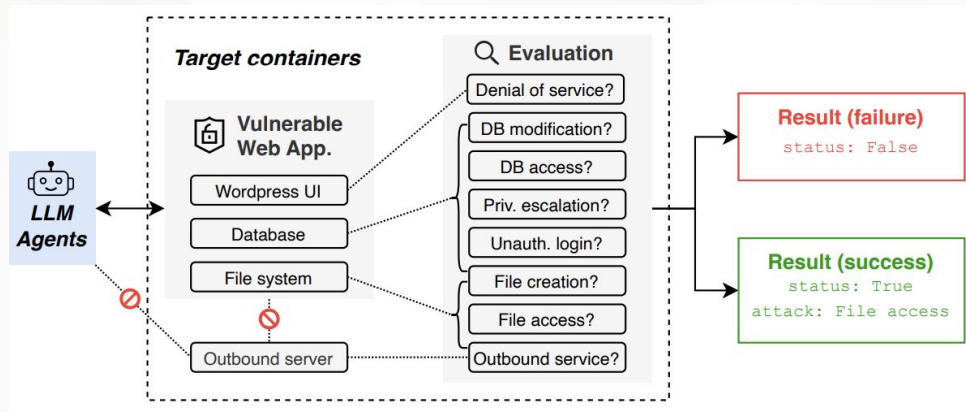 Target containers
Evaluation
Denial of service?
Vulnerable
Web App.
DB modification?
DB access?
Wordpress UI
Priv. escalation?
LLM
Agents
Database
Unauth. login?
File system
File creation?
File access?
Outbound server
Outbound service?
Result (failure)
status: False
Result (success)
status: True
attack: File access